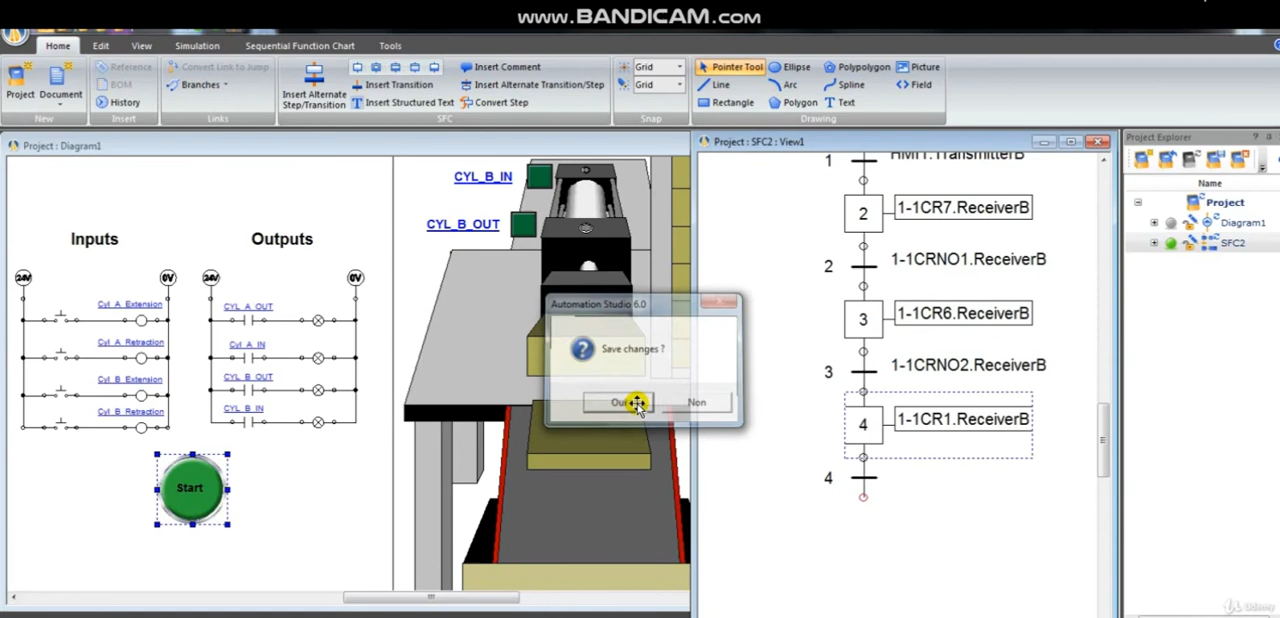 www.BANDICAM.com
Home
Edit
View
Simulation
Sequential Function Chart
Tools
Reference
BOM
History
Convert Link to Jump
Branches
Insert Comment
Insert Transition
Insert Alternate Transition/Step
Insert Structured Text
Convert Step
Insert Alternate
Step/Transition
Grid
Grid
Pointer Tool
Ellipse
Polypolygon
Picture
Line
Arc
Spline
Field
Rectangle
Polygon
Text
Project
Document
New
Insert
Links
SFC
Snap
Drawing
Project : Diagram1
Inputs
Outputs
24V
0V
24V
0V
Cyl_A_Extension
Cyl_A_Retraction
Cyl_B_Extension
Cyl_B_Retraction
CYL_A_OUT
Cyl_A_IN
CYL_B_OUT
CYL_B_IN
Start
CYL_B_IN
CYL_B_OUT
Automation Studio 6.0
Save changes ?
Non
Project : SFC2 : View1
1
HMI1.TransmitterB
2
1-1CR7.ReceiverB
2
1-1CRNO1.ReceiverB
3
1-1CR6.ReceiverB
3
1-1CRNO2.ReceiverB
4
1-1CR1.ReceiverB
4
Project Explorer
Name
Project
Diagram1
SFC2
Udemy